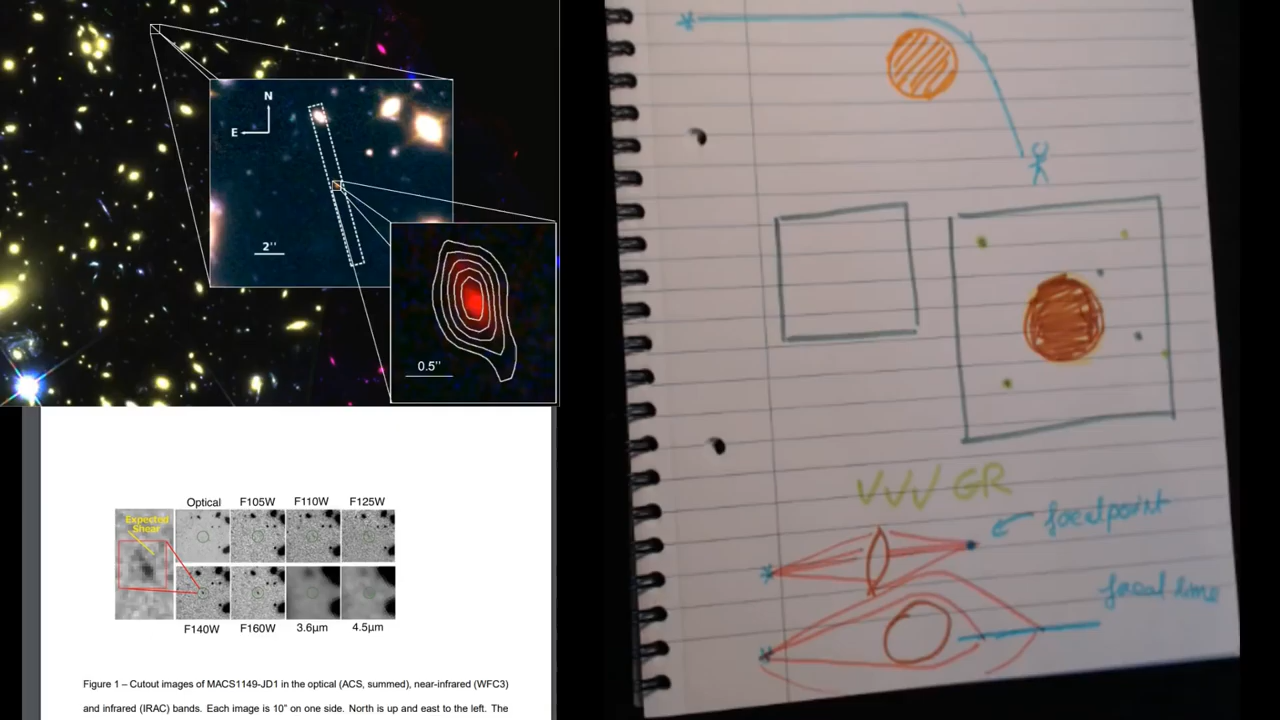 N
E
2''
0.5''
Optical F105W F110W F125W
Expected
Shear
F140W F160W 3.6μm 4.5μm
Figure 1 – Cutout images of MACS1149-JD1 in the optical (ACS, summed), near-infrared (WFC3)
and infrared (IRAC) bands. Each image is 10" on one side. North is up and east to the left. The
VVV GR
focalpoint
focal line